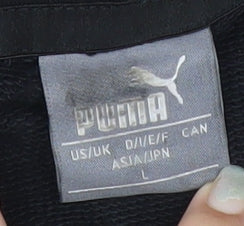 PUMA
US/UK D/I/E/F CAN
ASIA/JPN
L